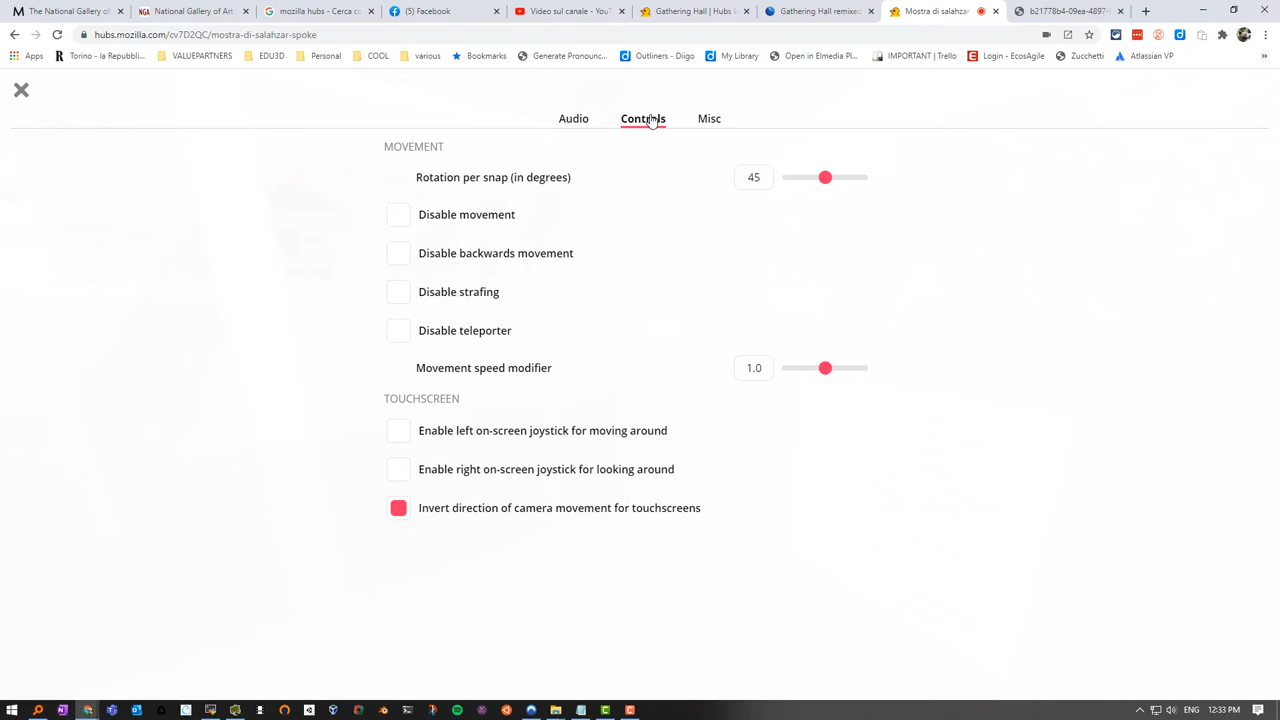 The National Gallery of
National Gallery of Art
mozilla hubs - Cerca c
(2) Facebook
Video sul canale - YouT
Gathering Hall | Hubs b
Gathering Hall remixed
Mostra di salahzar
b21778b4-09ea-4897-
hubs.mozilla.com/cv7D2QC/mostra-di-salahzar-spoke
Apps
Torino - la Repubbli...
VALUEPARTNERS
EDU3D
Personal
COOL
various
Bookmarks
Generate Pronounc...
Outliners - Diigo
My Library
Open in Elmedia Pl...
IMPORTANT | Trello
Login - EcosAgile
Zucchetti
Atlassian VP
»
Audio
Controls
Misc
MOVEMENT
Rotation per snap (in degrees)
45
Disable movement
Disable backwards movement
Disable strafing
Disable teleporter
Movement speed modifier
1.0
TOUCHSCREEN
Enable left on-screen joystick for moving around
Enable right on-screen joystick for looking around
Invert direction of camera movement for touchscreens
12:33 PM